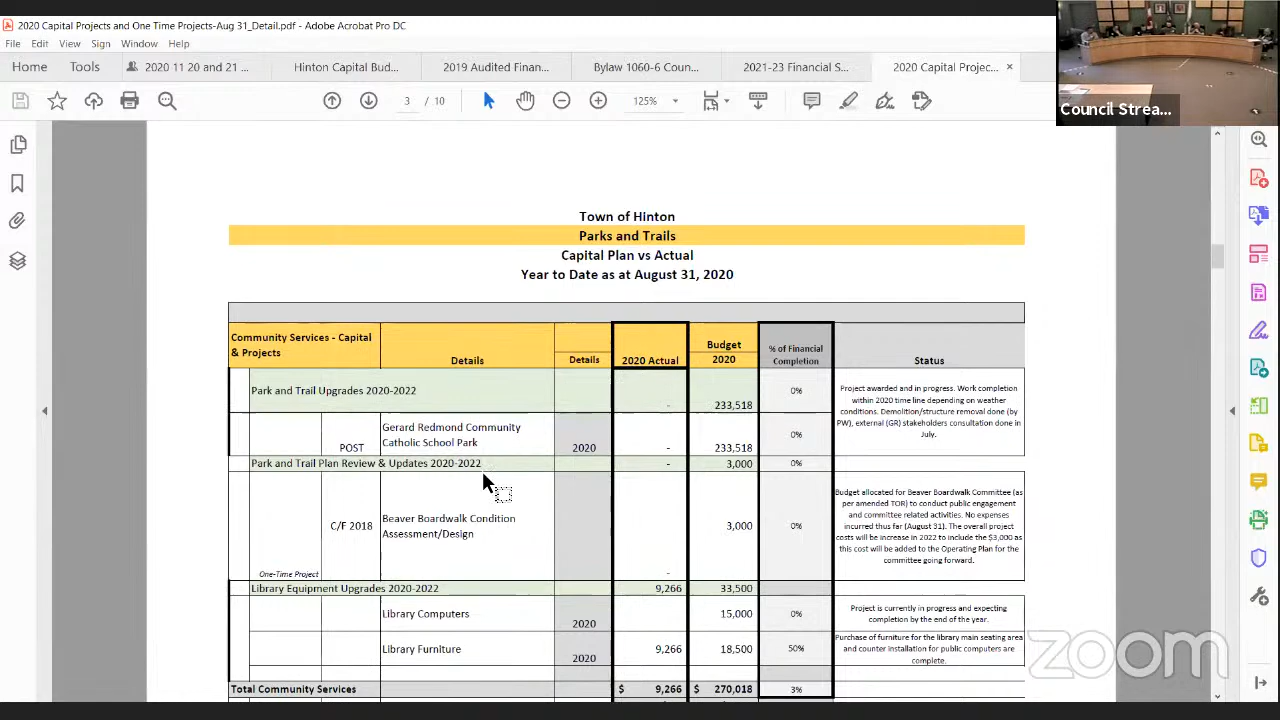 2020 Capital Projects and One Time Projects-Aug 31_Detail.pdf - Adobe Acrobat Pro DC
File Edit View Sign Window Help
Home Tools 2020 11 20 and 21 ... Hinton Capital Bud... 2019 Audited Finan... Bylaw 1060-6 Coun... 2021-23 Financial S... 2020 Capital Projec... ×
3 / 10 125%
Council Strea...
Town of Hinton
Parks and Trails
Capital Plan vs Actual
Year to Date as at August 31, 2020
Community Services - Capital
& Projects
Details
Details
2020 Actual
Budget
2020
% of Financial
Completion
Status
Park and Trail Upgrades 2020-2022
-
233,518
0%
Project awarded and in progress. Work completion
within 2020 time line depending on weather
conditions. Demolition/structure removal done (by
PW), external (GR) stakeholders consultation done in
July.
POST
Gerard Redmond Community
Catholic School Park
2020
-
233,518
0%
Park and Trail Plan Review & Updates 2020-2022
-
3,000
0%
One-Time Project
C/F 2018
Beaver Boardwalk Condition
Assessment/Design
-
3,000
0%
Budget allocated for Beaver Boardwalk Committee (as
per amended TOR) to conduct public engagement
and committee related activities. No expenses
incurred thus far (August 31). The overall project
costs will be increase in 2022 to include the $3,000 as
this cost will be added to the Operating Plan for the
committee going forward.
Library Equipment Upgrades 2020-2022
9,266
33,500
Library Computers
2020
15,000
0%
Project is currently in progress and expecting
completion by the end of the year.
Library Furniture
2020
9,266
18,500
50%
Purchase of furniture for the library main seating area
and counter installation for public computers are
complete.
Total Community Services
$ 9,266
$ 270,018
3%
zoom